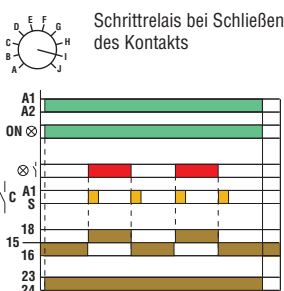 D E F G
C H
B I
A J
Schrittrelais bei Schließen
des Kontakts
A1
A2
ON
C A1
S
18
15
16
23
24